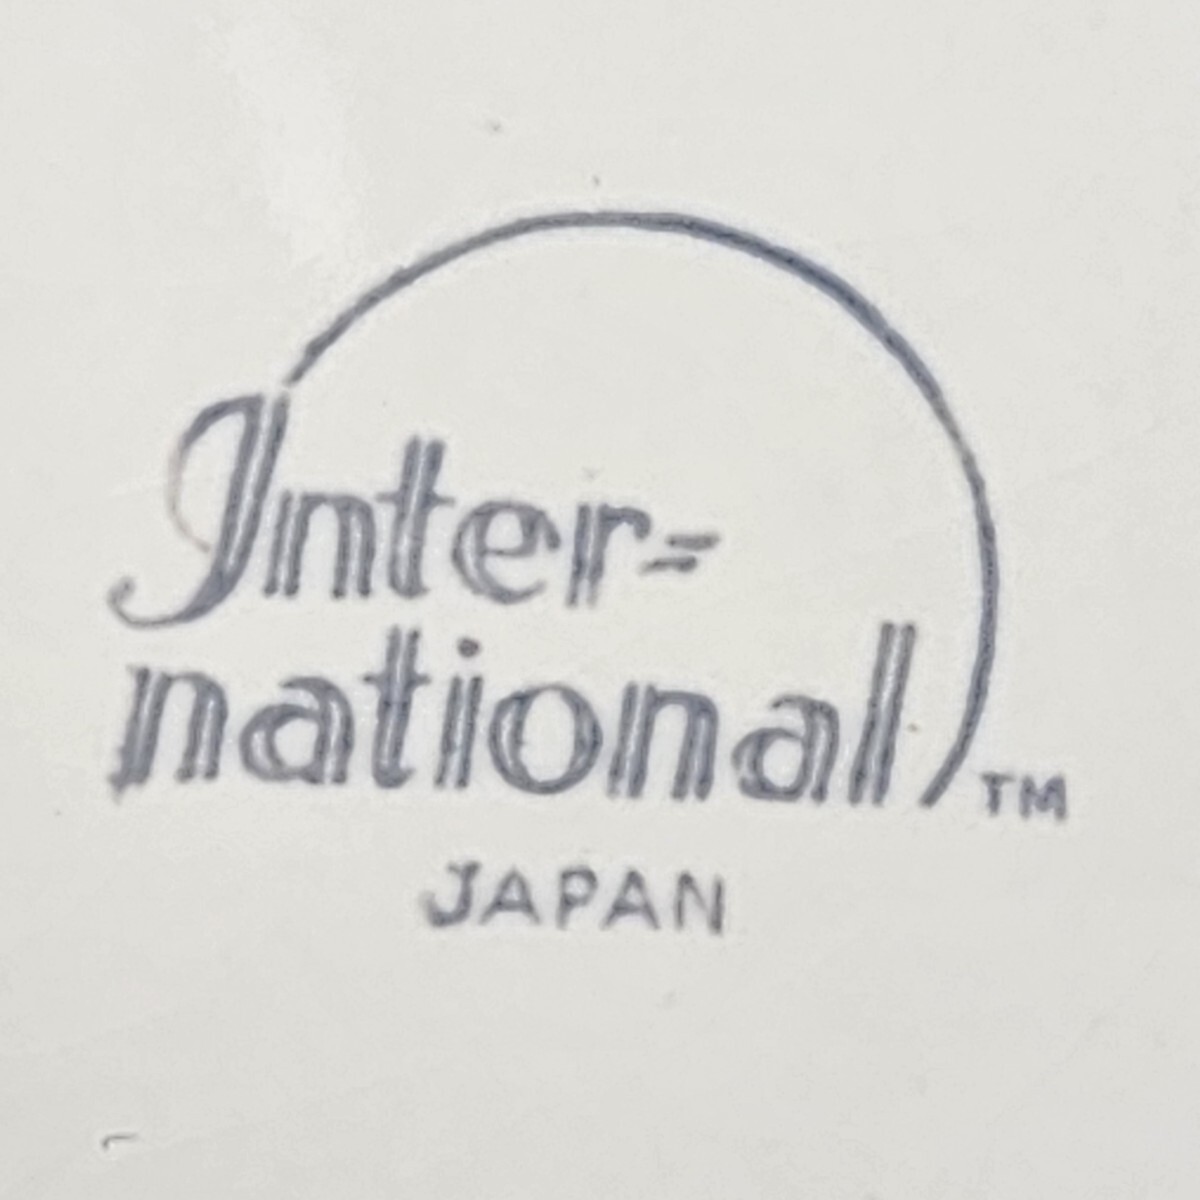 Inter=
national
TM
JAPAN